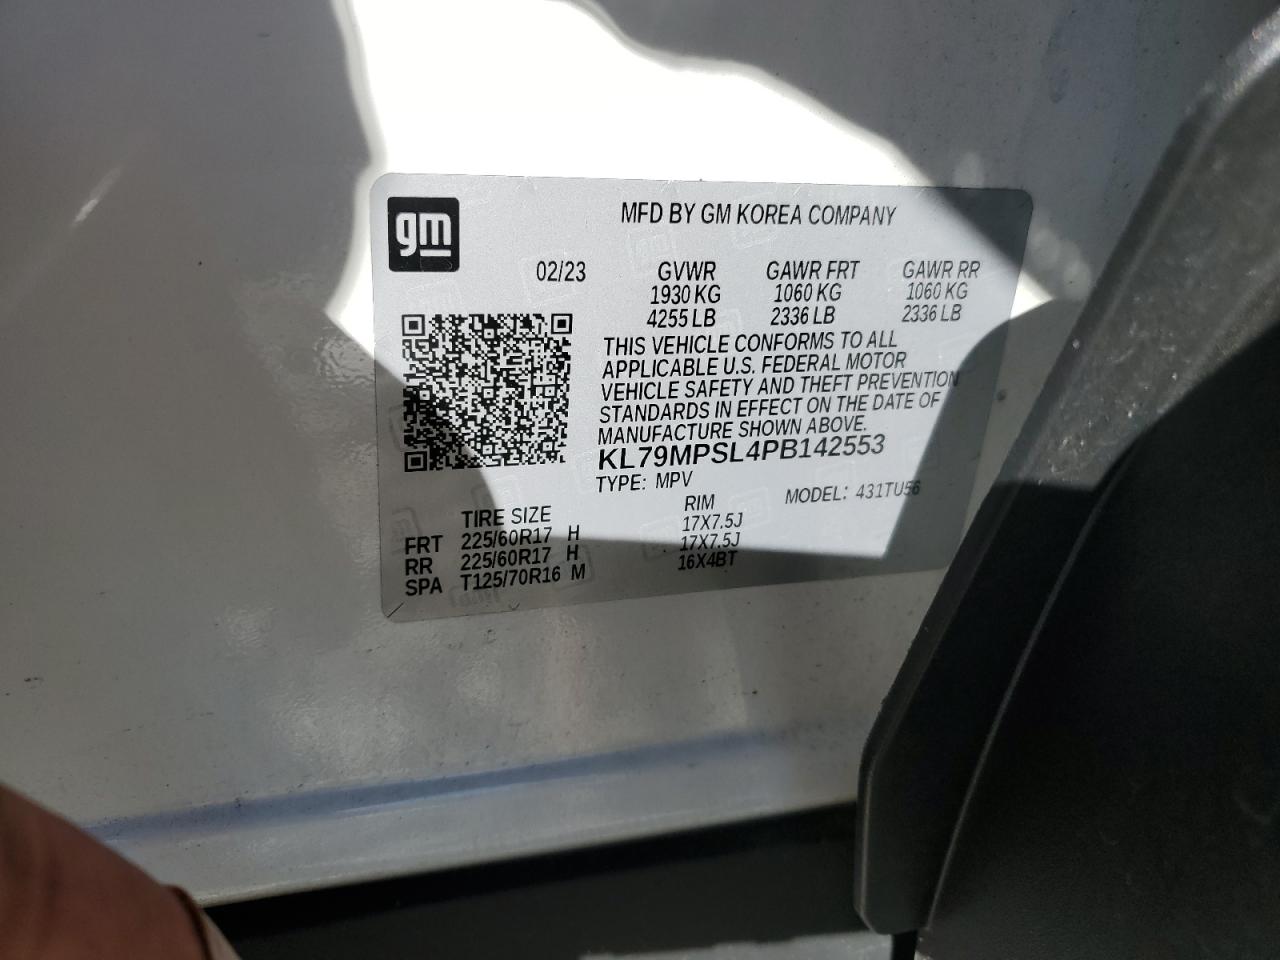 gm
MFD BY GM KOREA COMPANY
02/23 GVWR GAWR FRT GAWR RR
1930 KG 1060 KG 1060 KG
4255 LB 2336 LB 2336 LB
THIS VEHICLE CONFORMS TO ALL
APPLICABLE U.S. FEDERAL MOTOR
VEHICLE SAFETY AND THEFT PREVENTION
STANDARDS IN EFFECT ON THE DATE OF
MANUFACTURE SHOWN ABOVE.
KL79MPSL4PB142553
TYPE: MPV MODEL: 431TU56
TIRE SIZE RIM
FRT 225/60R17 H 17X7.5J
RR 225/60R17 H 17X7.5J
SPA T125/70R16 M 16X4BT